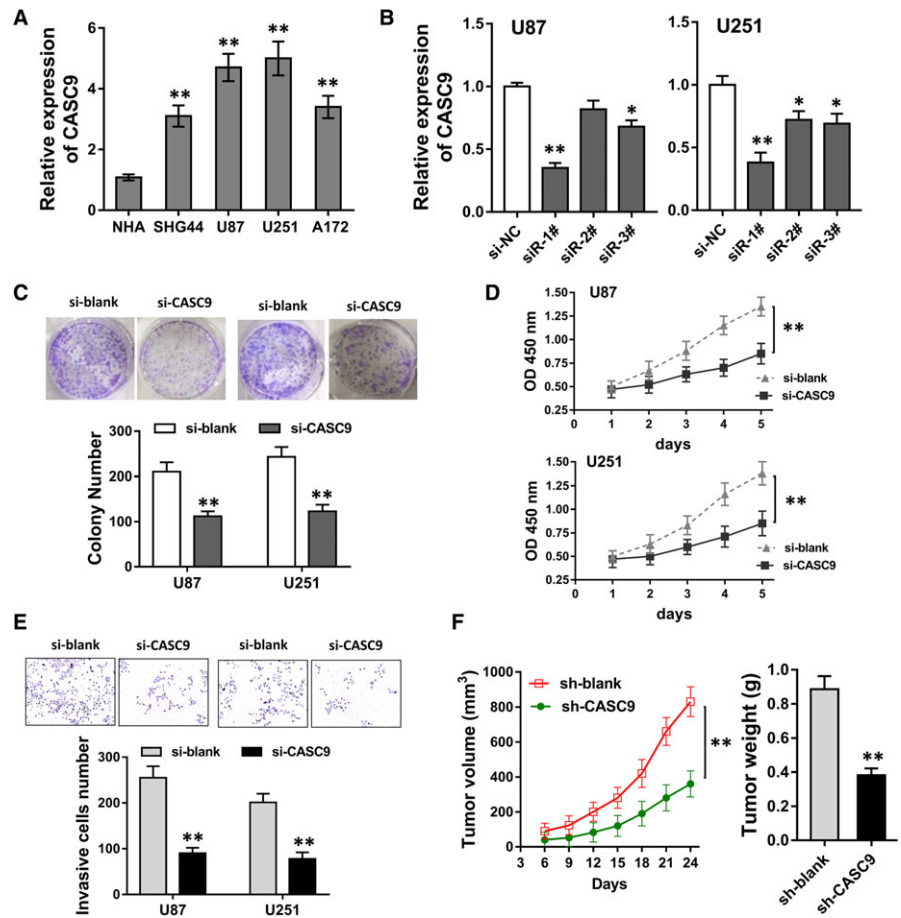 A
Relative expression
of CASC9
6
4
2
0
** ** ** **
NHA SHG44 U87 U251 A172
B
U87
Relative expression
of CASC9
1.5
1.0
0.5
0.0
** *
si-NC siR-1# siR-2# siR-3#
U251
1.5
1.0
0.5
0.0
** * *
si-NC siR-1# siR-2# siR-3#
C
si-blank si-CASC9 si-blank si-CASC9
si-blank si-CASC9
Colony Number
300
200
100
0
** **
U87 U251
D
U87
OD 450 nm
1.50
1.25
1.00
0.75
0.50
0.25
**
si-blank
si-CASC9
0 1 2 3 4 5
days
U251
OD 450 nm
1.50
1.25
1.00
0.75
0.50
0.25
**
si-blank
si-CASC9
0 1 2 3 4 5
days
E
si-blank si-CASC9 si-blank si-CASC9
si-blank si-CASC9
Invasive cells number
300
200
100
0
** **
U87 U251
F
Tumor volume (mm³)
1000
800
600
400
200
0
sh-blank
sh-CASC9
**
3 6 9 12 15 18 21 24
Days
Tumor weight (g)
1.0
0.8
0.6
0.4
0.2
0.0
**
sh-blank sh-CASC9